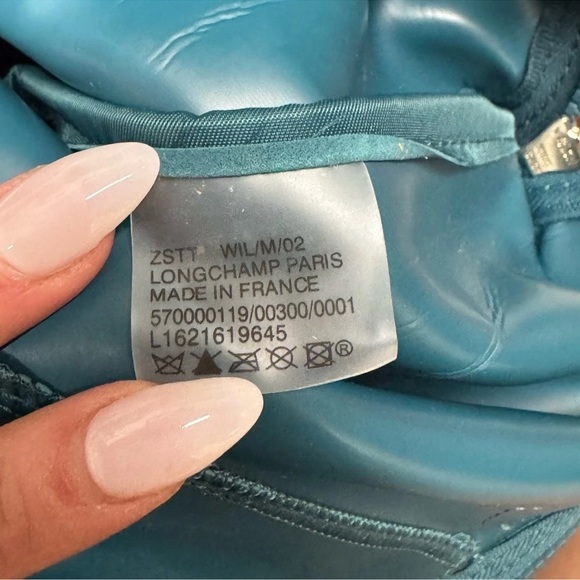 ZSTT WIL/M/02
LONGCHAMP PARIS
MADE IN FRANCE
570000119/00300/0001
L1621619645
®